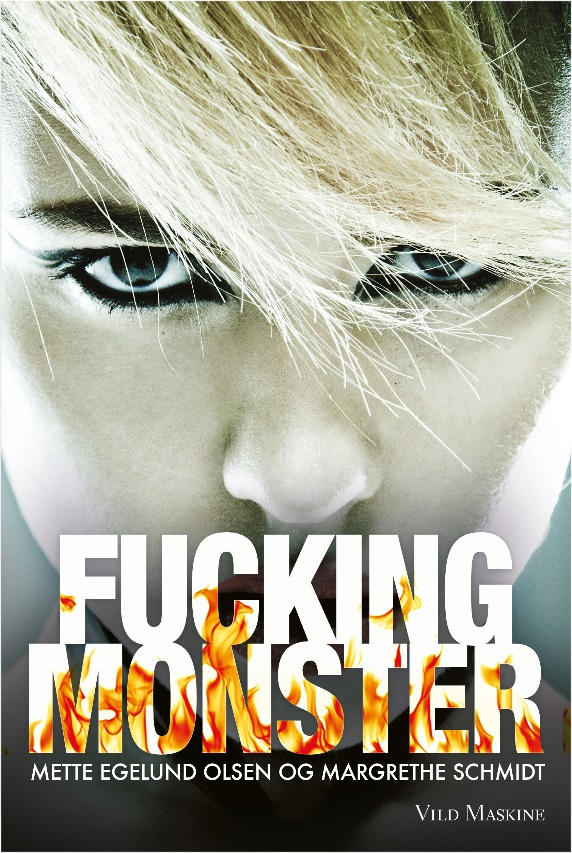 FUCKING
MONSTER
METTE EGELUND OLSEN OG MARGRETHE SCHMIDT
VILD MASKINE